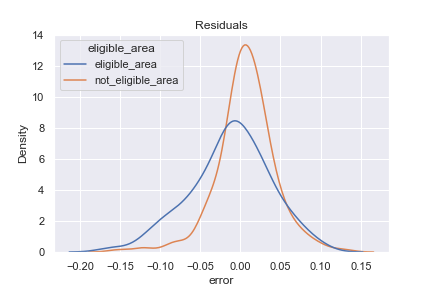 Residuals
eligible_area
eligible_area
not_eligible_area
Density
14
12
10
8
6
4
2
0
−0.20 −0.15 −0.10 −0.05 0.00 0.05 0.10 0.15
error